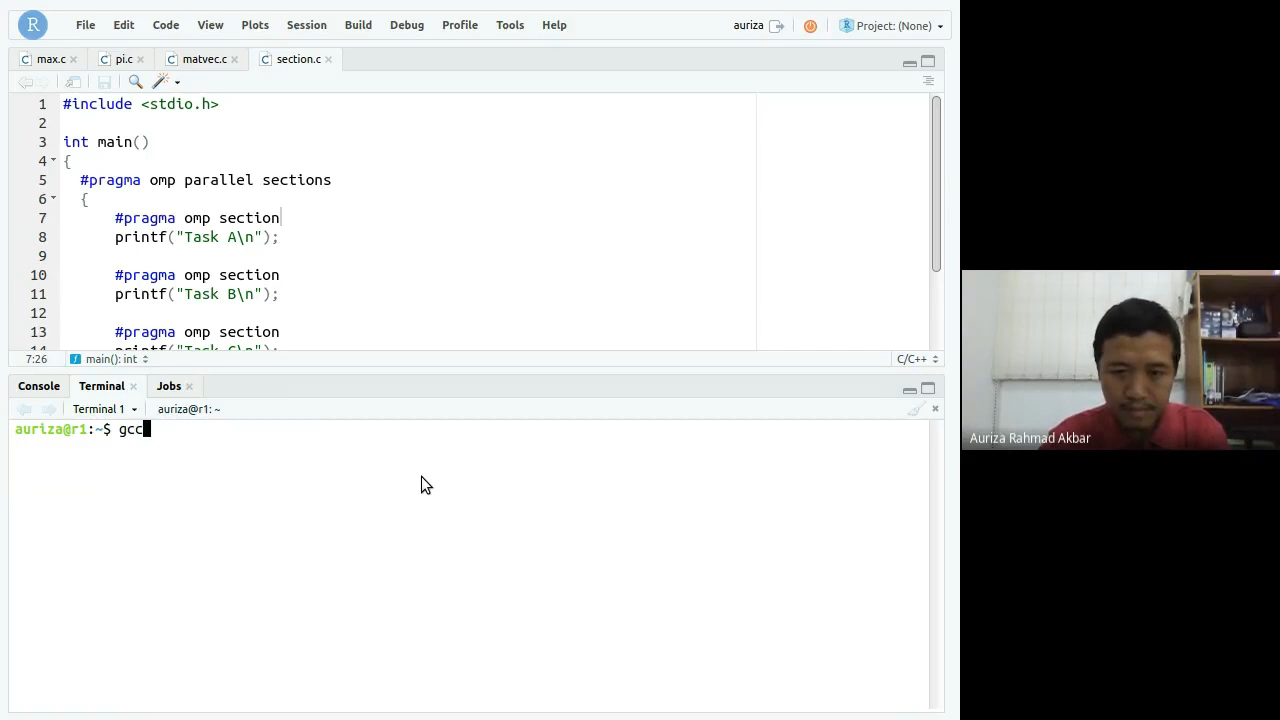 R File Edit Code View Plots Session Build Debug Profile Tools Help auriza Project: (None)
max.c pi.c matvec.c section.c
1 #include <stdio.h>
2
3 int main()
4 {
5 #pragma omp parallel sections
6 {
7 #pragma omp section
8 printf("Task A\n");
9
10 #pragma omp section
11 printf("Task B\n");
12
13 #pragma omp section
14 printf("Task C\n");
7:26 main(): int C/C++
Console Terminal Jobs
Terminal 1 auriza@r1: ~
auriza@r1:~$ gcc
Auriza Rahmad Akbar